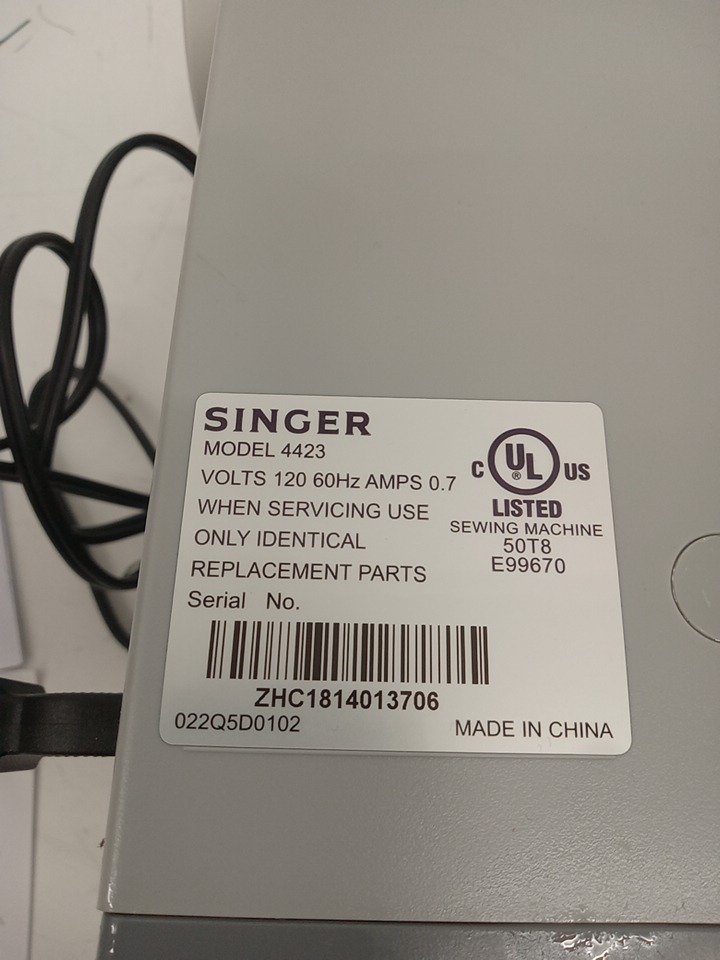 SINGER
MODEL 4423
VOLTS 120 60Hz AMPS 0.7
WHEN SERVICING USE
ONLY IDENTICAL
REPLACEMENT PARTS
C UL ® US
LISTED
SEWING MACHINE
50T8
E99670
Serial No.
ZHC1814013706
022Q5D0102
MADE IN CHINA